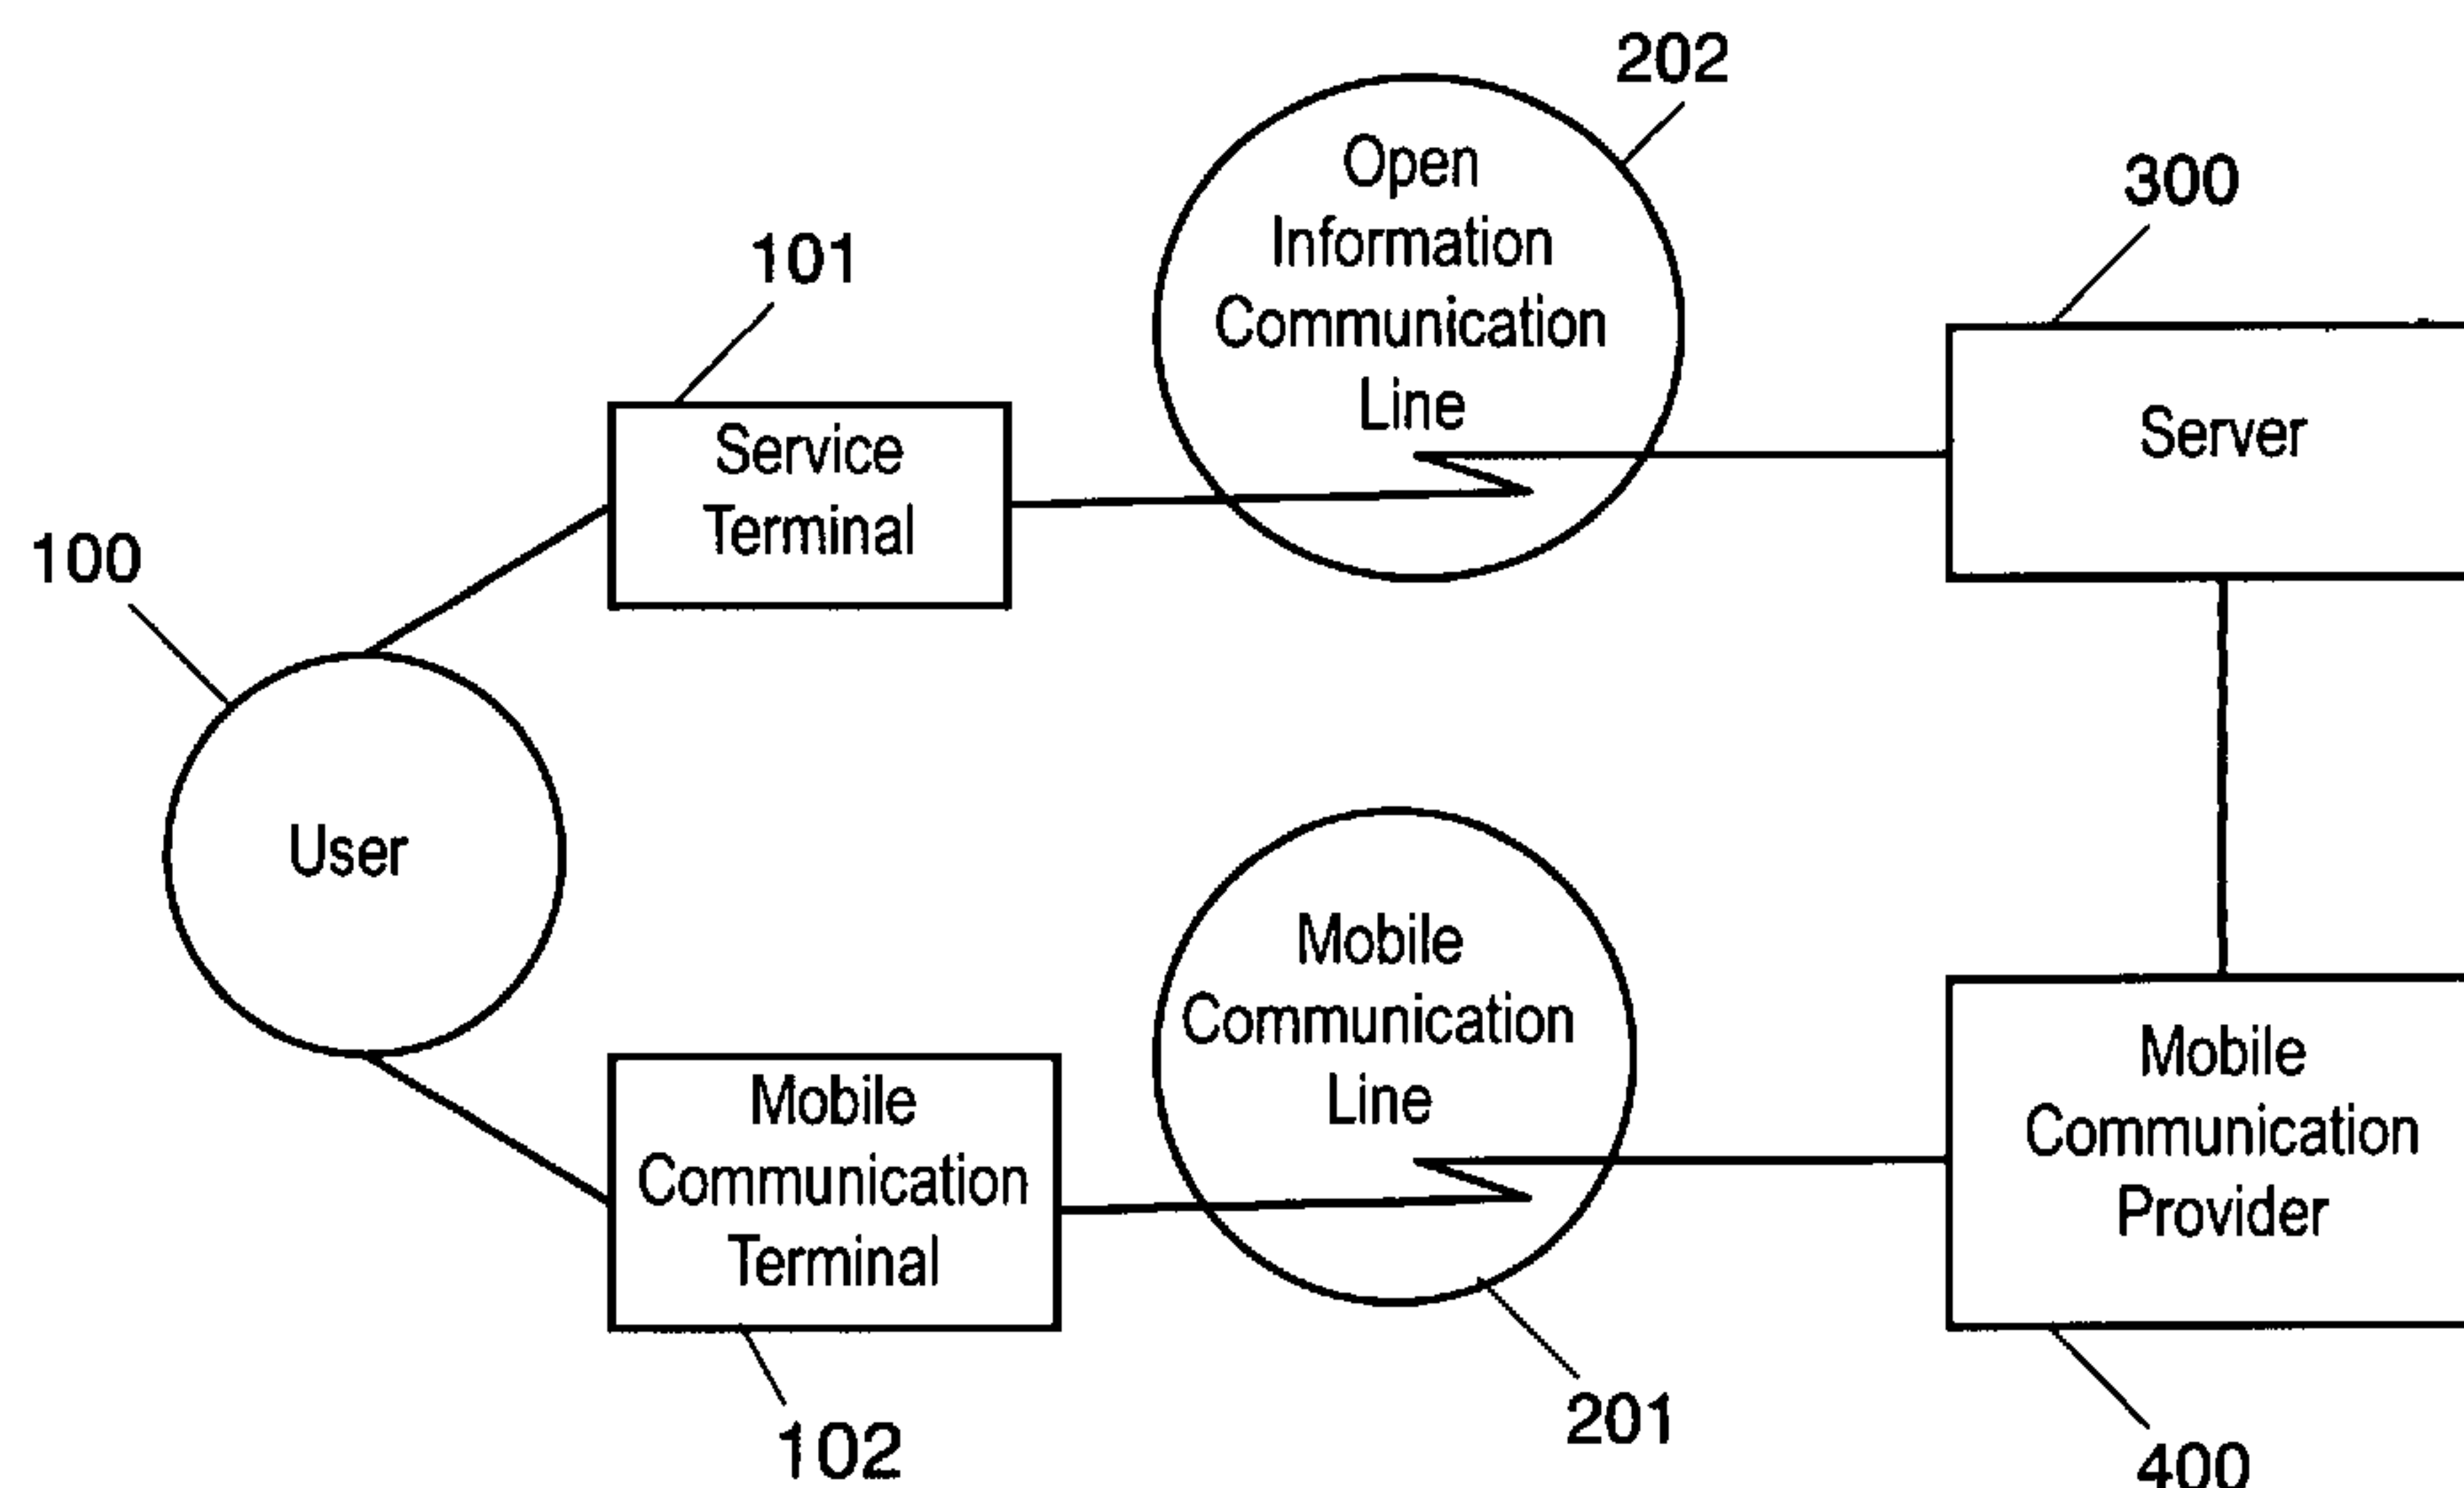 202
Open
Information
Communication
Line
300
Server
101
Service
Terminal
100
User
Mobile
Communication
Line
201
Mobile
Communication
Terminal
102
Mobile
Communication
Provider
400